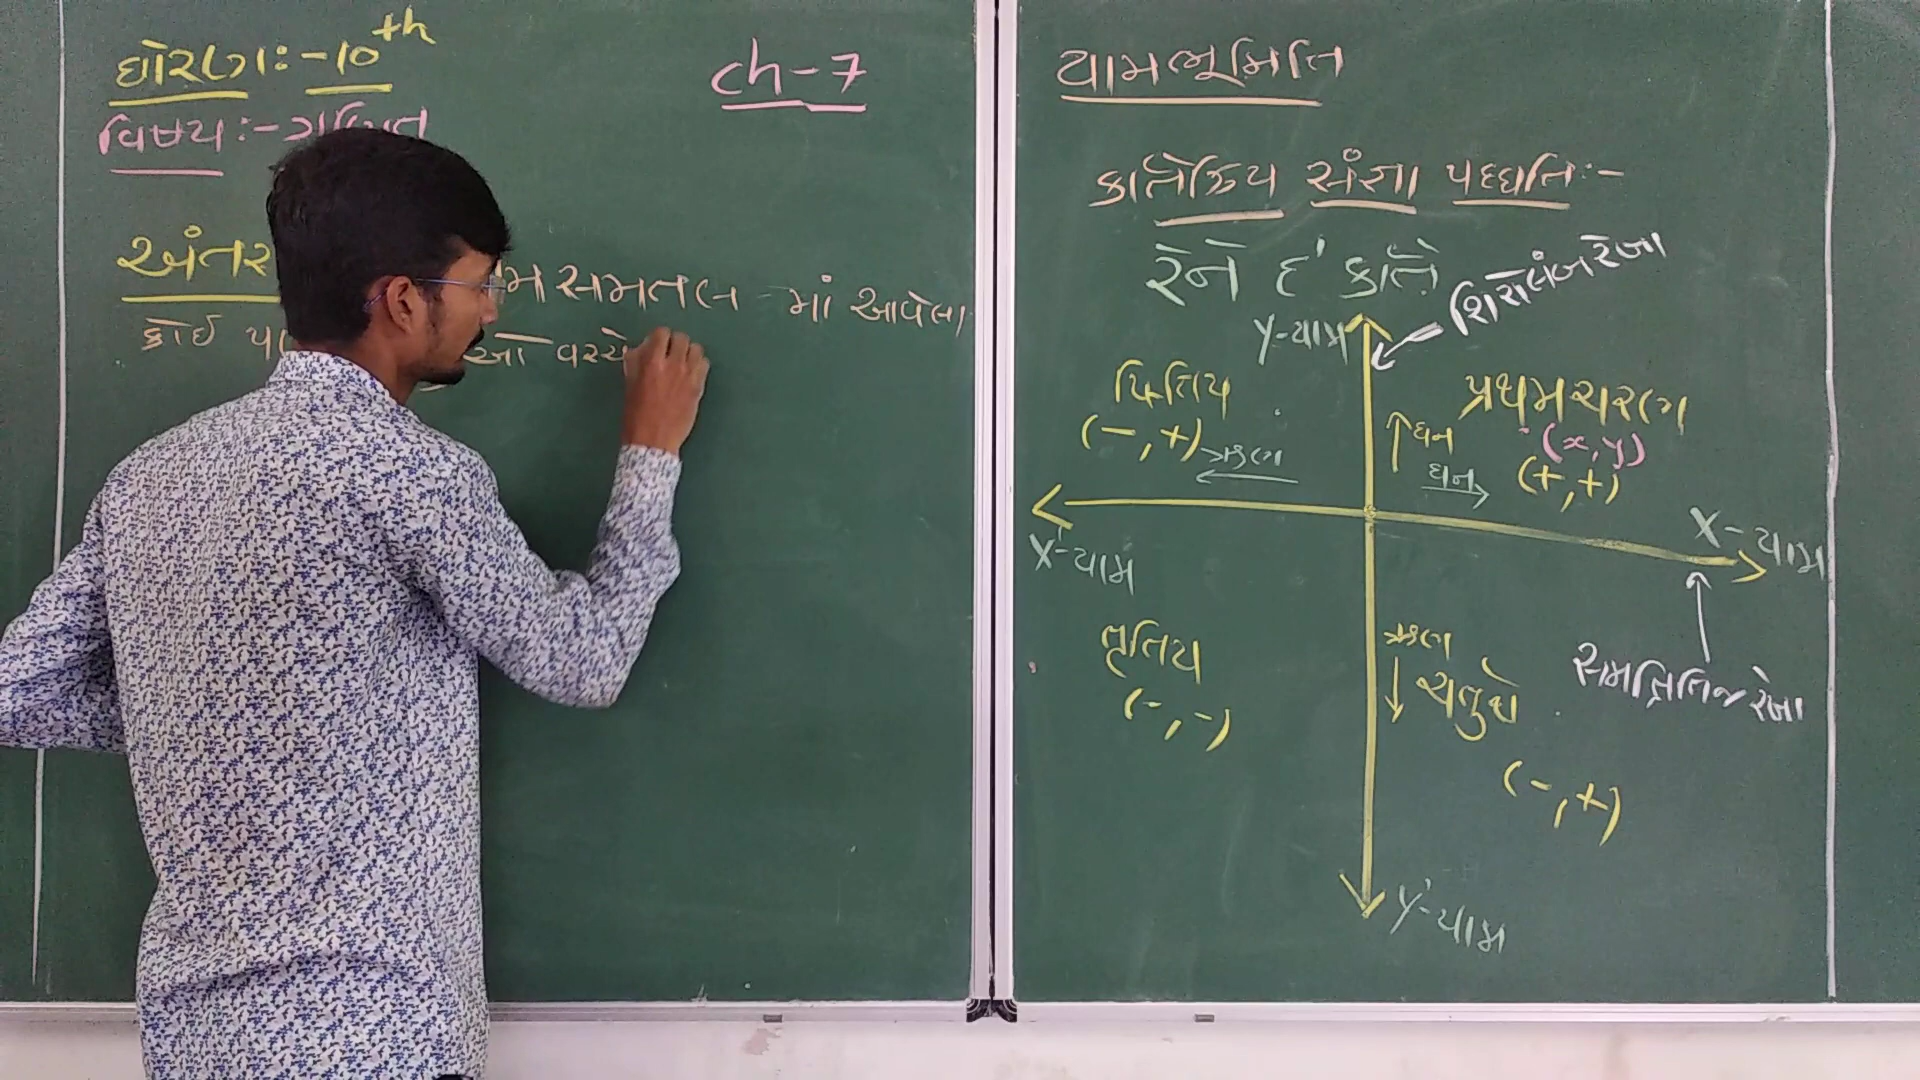 ધોરણ:-10th
વિષય:-ગણિત
ch-7
અંતર
સમતલ માં આવેલા
કોઈ
ઓ વચ્ચે
યામભૂમિતિ
કાર્તેઝિય સંજ્ઞા પદ્ધતિ:-
રેને દ' કાર્તે
શિરોલંબ રેખા
Y-યામ
દ્વિતિય
(-,+)
ઋણ
પ્રથમ ચરણ
(x,y)
(+,+)
ધન
ધન
X-યામ
X'-યામ
તૃતિય
(-,-)
ઋણ
ચતુર્થ
(-,+)
સમક્ષિતિજ રેખા
Y'-યામ